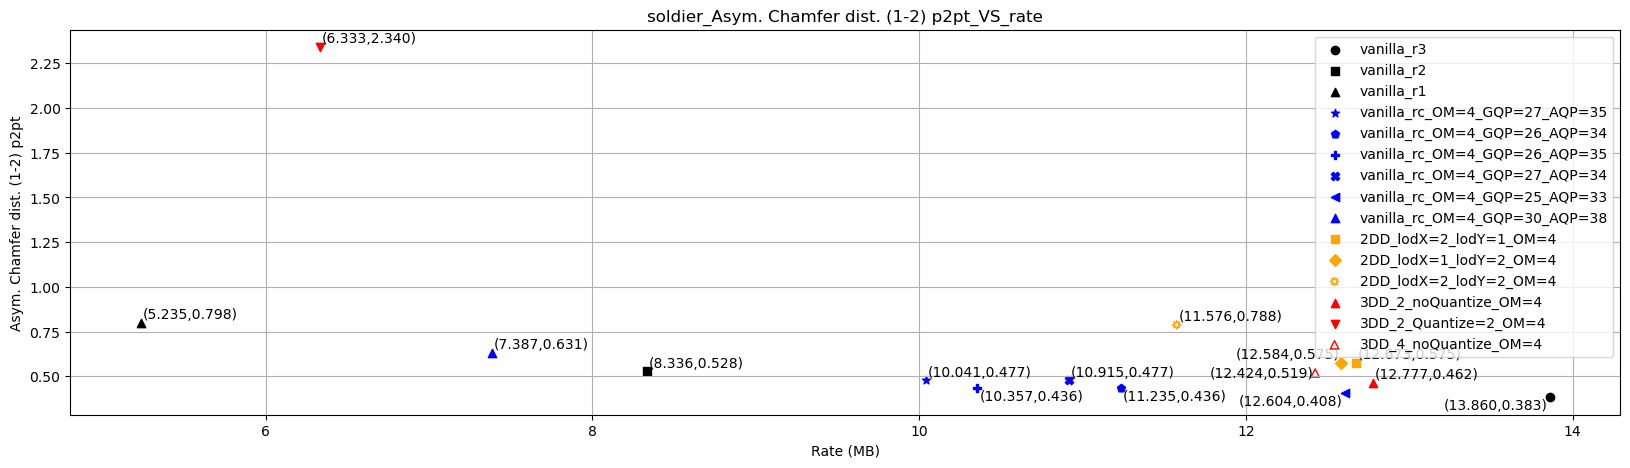 soldier_Asym. Chamfer dist. (1-2) p2pt_VS_rate
Asym. Chamfer dist. (1-2) p2pt
2.25
2.00
1.75
1.50
1.25
1.00
0.75
0.50
(6.333,2.340)
(5.235,0.798)
(7.387,0.631)
(8.336,0.528)
(10.041,0.477)
(10.357,0.436)
(10.915,0.477)
(11.235,0.436)
(11.576,0.788)
(12.584,0.575)
(12.673,0.575)
(12.424,0.519)
(12.777,0.462)
(12.604,0.408)
(13.860,0.383)
vanilla_r3
vanilla_r2
vanilla_r1
vanilla_rc_OM=4_GQP=27_AQP=35
vanilla_rc_OM=4_GQP=26_AQP=34
vanilla_rc_OM=4_GQP=26_AQP=35
vanilla_rc_OM=4_GQP=27_AQP=34
vanilla_rc_OM=4_GQP=25_AQP=33
vanilla_rc_OM=4_GQP=30_AQP=38
2DD_lodX=2_lodY=1_OM=4
2DD_lodX=1_lodY=2_OM=4
2DD_lodX=2_lodY=2_OM=4
3DD_2_noQuantize_OM=4
3DD_2_Quantize=2_OM=4
3DD_4_noQuantize_OM=4
6
8
10
12
14
Rate (MB)